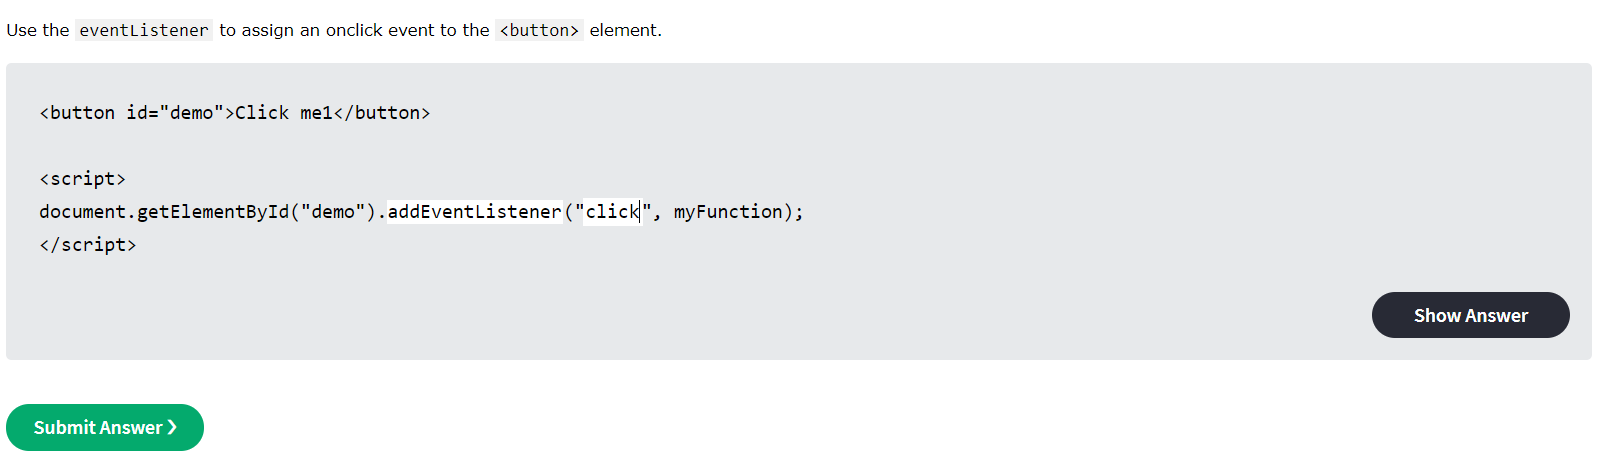 Use the eventListener to assign an onclick event to the <button> element.
<button id="demo">Click me1</button>
<script>
document.getElementById("demo").addEventListener("click", myFunction);
</script>
Show Answer
Submit Answer ❯